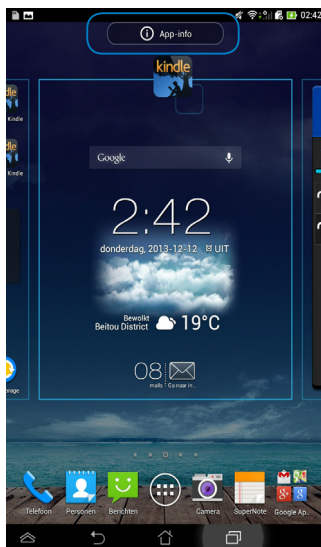 02:42
App-info
kindle
Kindle
Kindle
Google
2:42
donderdag, 2013-12-12 UIT
Bewolkt
Beitou District 19°C
08
mails Ga naar in..
orage
Telefoon Personen Berichten Camera SuperNote Google Ap..